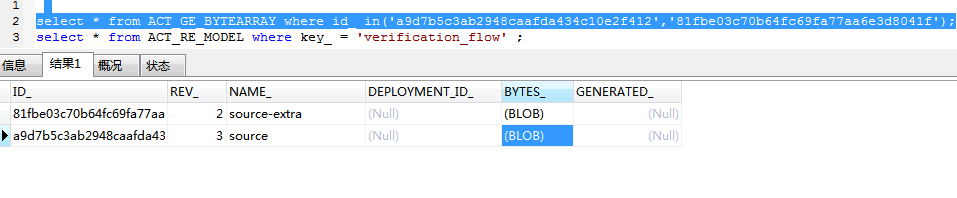 1
2 select * from ACT_GE_BYTEARRAY where id_ in('a9d7b5c3ab2948caafda434c10e2f412','81fbe03c70b64fc69fa77aa6e3d8041f');
3 select * from ACT_RE_MODEL where key_ = 'verification_flow' ;
信息 结果1 概况 状态
ID_ REV_ NAME_ DEPLOYMENT_ID_ BYTES_ GENERATED_
81fbe03c70b64fc69fa77aa 2 source-extra (Null) (BLOB) (Null)
a9d7b5c3ab2948caafda43 3 source (Null) (BLOB) (Null)